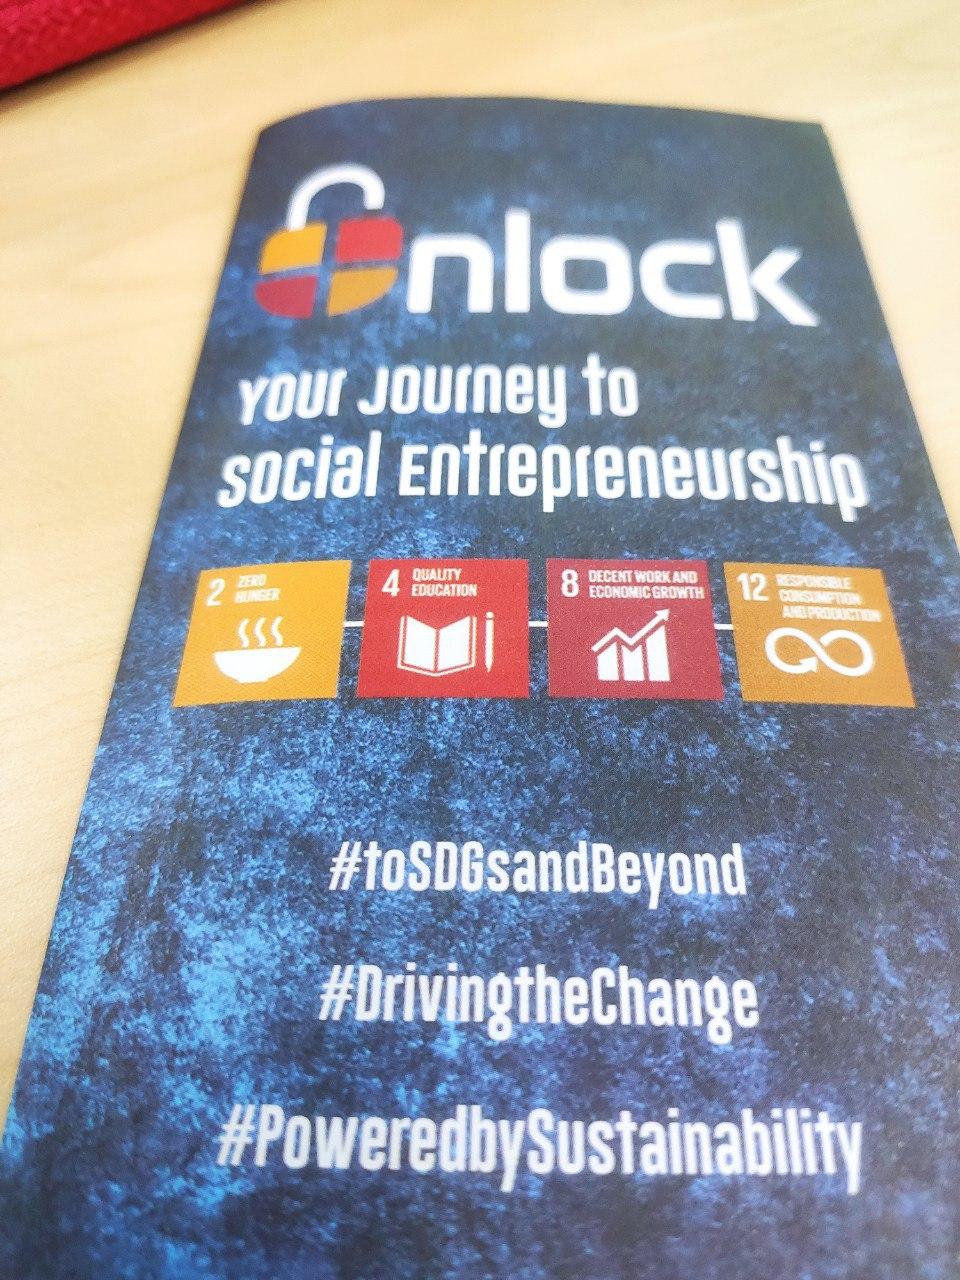 Unlock
Your Journey to
Social Entrepreneurship
2 ZERO
HUNGER
4 QUALITY
EDUCATION
8 DECENT WORK AND
ECONOMIC GROWTH
12 RESPONSIBLE
CONSUMPTION
AND PRODUCTION
#toSDGsandBeyond
#DrivingtheChange
#PoweredbySustainability